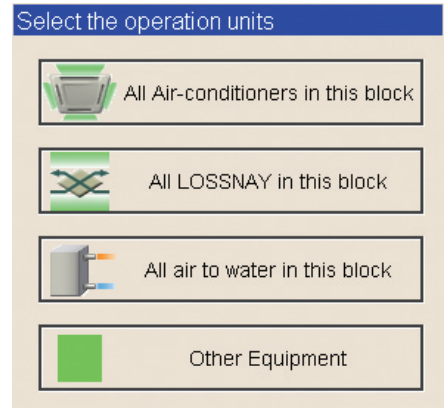 Select the operation units
All Air-conditioners in this block
All LOSSNAY in this block
All air to water in this block
Other Equipment